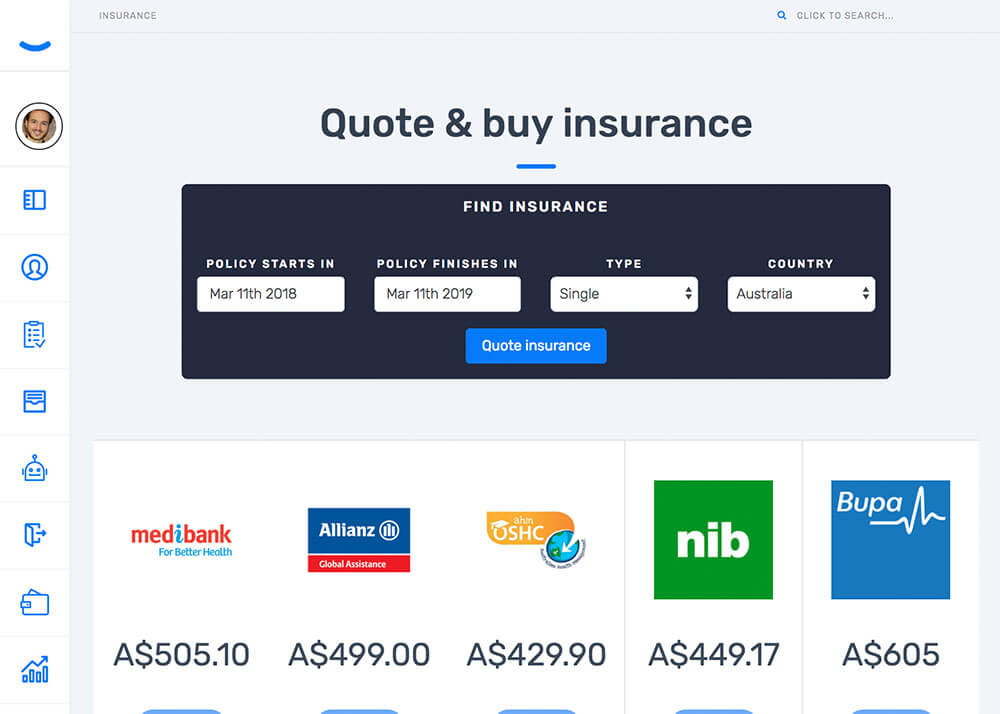 INSURANCE
CLICK TO SEARCH...
Quote & buy insurance
FIND INSURANCE
POLICY STARTS IN
POLICY FINISHES IN
TYPE
COUNTRY
Mar 11th 2018
Mar 11th 2019
Single
Australia
Quote insurance
medibank
For Better Health
Allianz
Global Assistance
ahm
OSHC
nib
Bupa
A$505.10
A$499.00
A$429.90
A$449.17
A$605